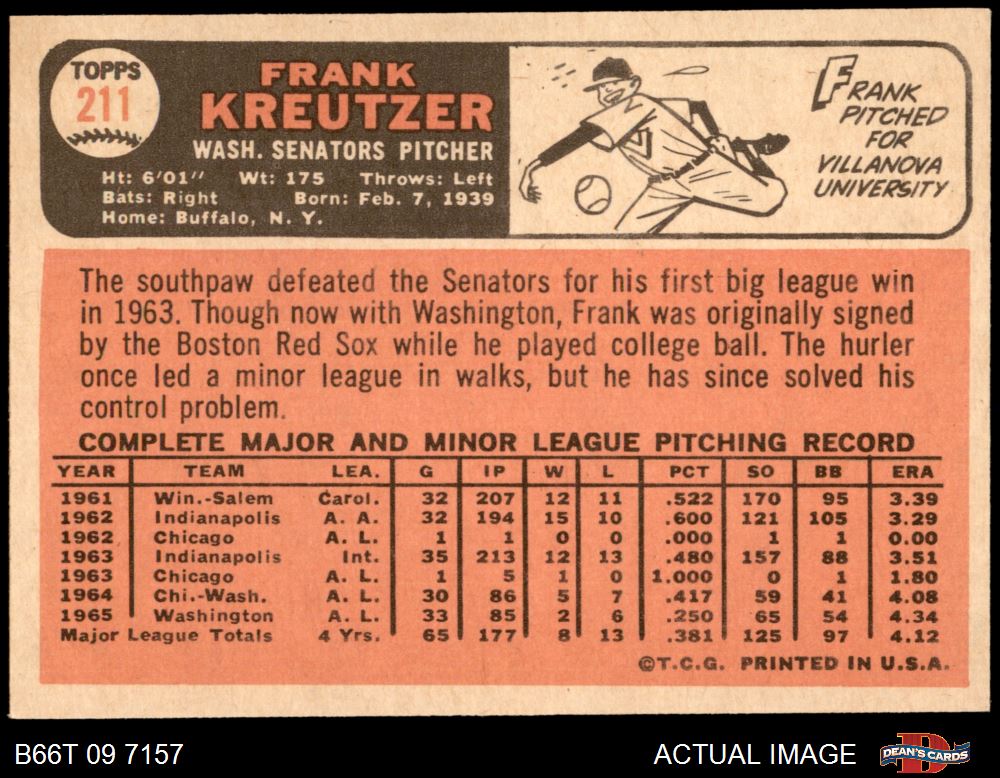 TOPPS
211
FRANK
KREUTZER
WASH. SENATORS PITCHER
Ht: 6'01" Wt: 175 Throws: Left
Bats: Right Born: Feb. 7, 1939
Home: Buffalo, N. Y.
FRANK
PITCHED
FOR
VILLANOVA
UNIVERSITY
The southpaw defeated the Senators for his first big league win
in 1963. Though now with Washington, Frank was originally signed
by the Boston Red Sox while he played college ball. The hurler
once led a minor league in walks, but he has since solved his
control problem.
COMPLETE MAJOR AND MINOR LEAGUE PITCHING RECORD
YEAR TEAM LEA. G IP W L PCT SO BB ERA
1961 Win.-Salem Carol. 32 207 12 11 .522 170 95 3.39
1962 Indianapolis A. A. 32 194 15 10 .600 121 105 3.29
1962 Chicago A. L. 1 1 0 0 .000 1 1 0.00
1963 Indianapolis Int. 35 213 12 13 .480 157 88 3.51
1963 Chicago A. L. 1 5 1 0 1.000 0 1 1.80
1964 Chi.-Wash. A. L. 30 86 5 7 .417 59 41 4.08
1965 Washington A. L. 33 85 2 6 .250 65 54 4.34
Major League Totals 4 Yrs. 65 177 8 13 .381 125 97 4.12
©T.C.G. PRINTED IN U.S.A.
B66T 09 7157
ACTUAL IMAGE
DEAN'S CARDS